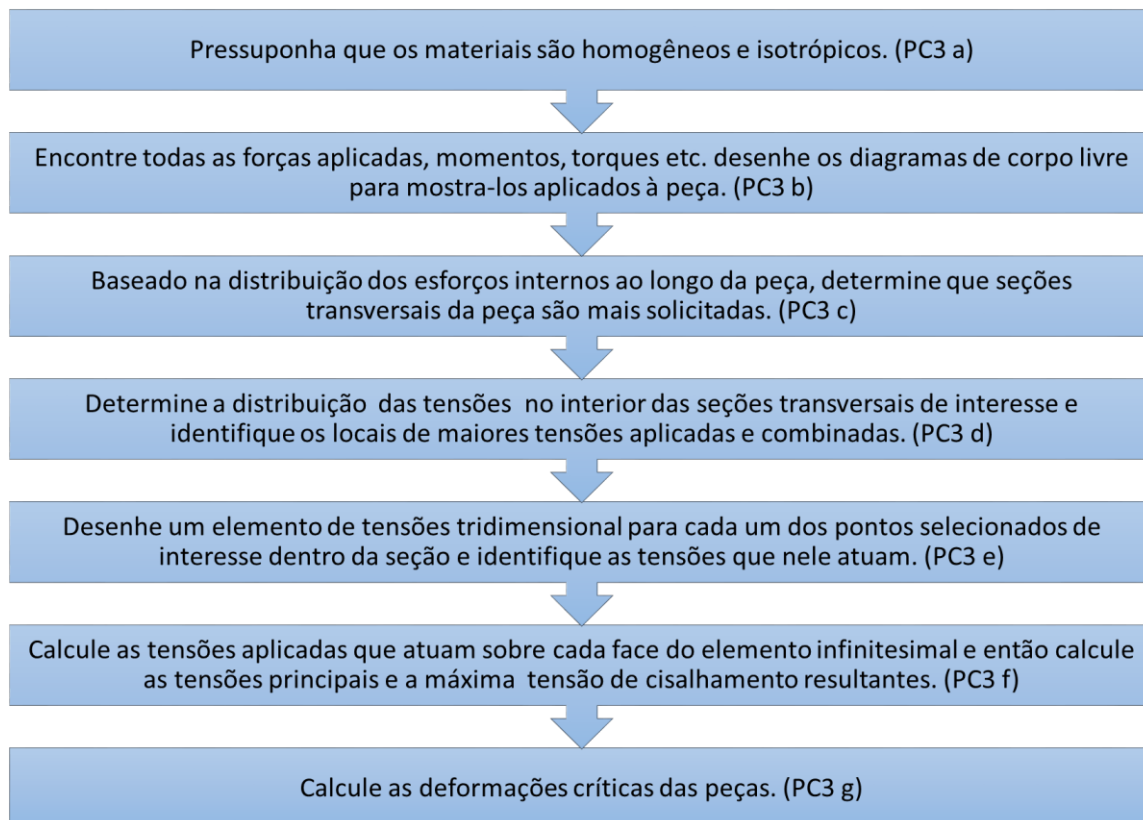 Pressuponha que os materiais são homogêneos e isotrópicos. (PC3 a)
Encontre todas as forças aplicadas, momentos, torques etc. desenhe os diagramas de corpo livre
para mostra-los aplicados à peça. (PC3 b)
Baseado na distribuição dos esforços internos ao longo da peça, determine que seções
transversais da peça são mais solicitadas. (PC3 c)
Determine a distribuição das tensões no interior das seções transversais de interesse e
identifique os locais de maiores tensões aplicadas e combinadas. (PC3 d)
Desenhe um elemento de tensões tridimensional para cada um dos pontos selecionados de
interesse dentro da seção e identifique as tensões que nele atuam. (PC3 e)
Calcule as tensões aplicadas que atuam sobre cada face do elemento infinitesimal e então calcule
as tensões principais e a máxima tensão de cisalhamento resultantes. (PC3 f)
Calcule as deformações críticas das peças. (PC3 g)